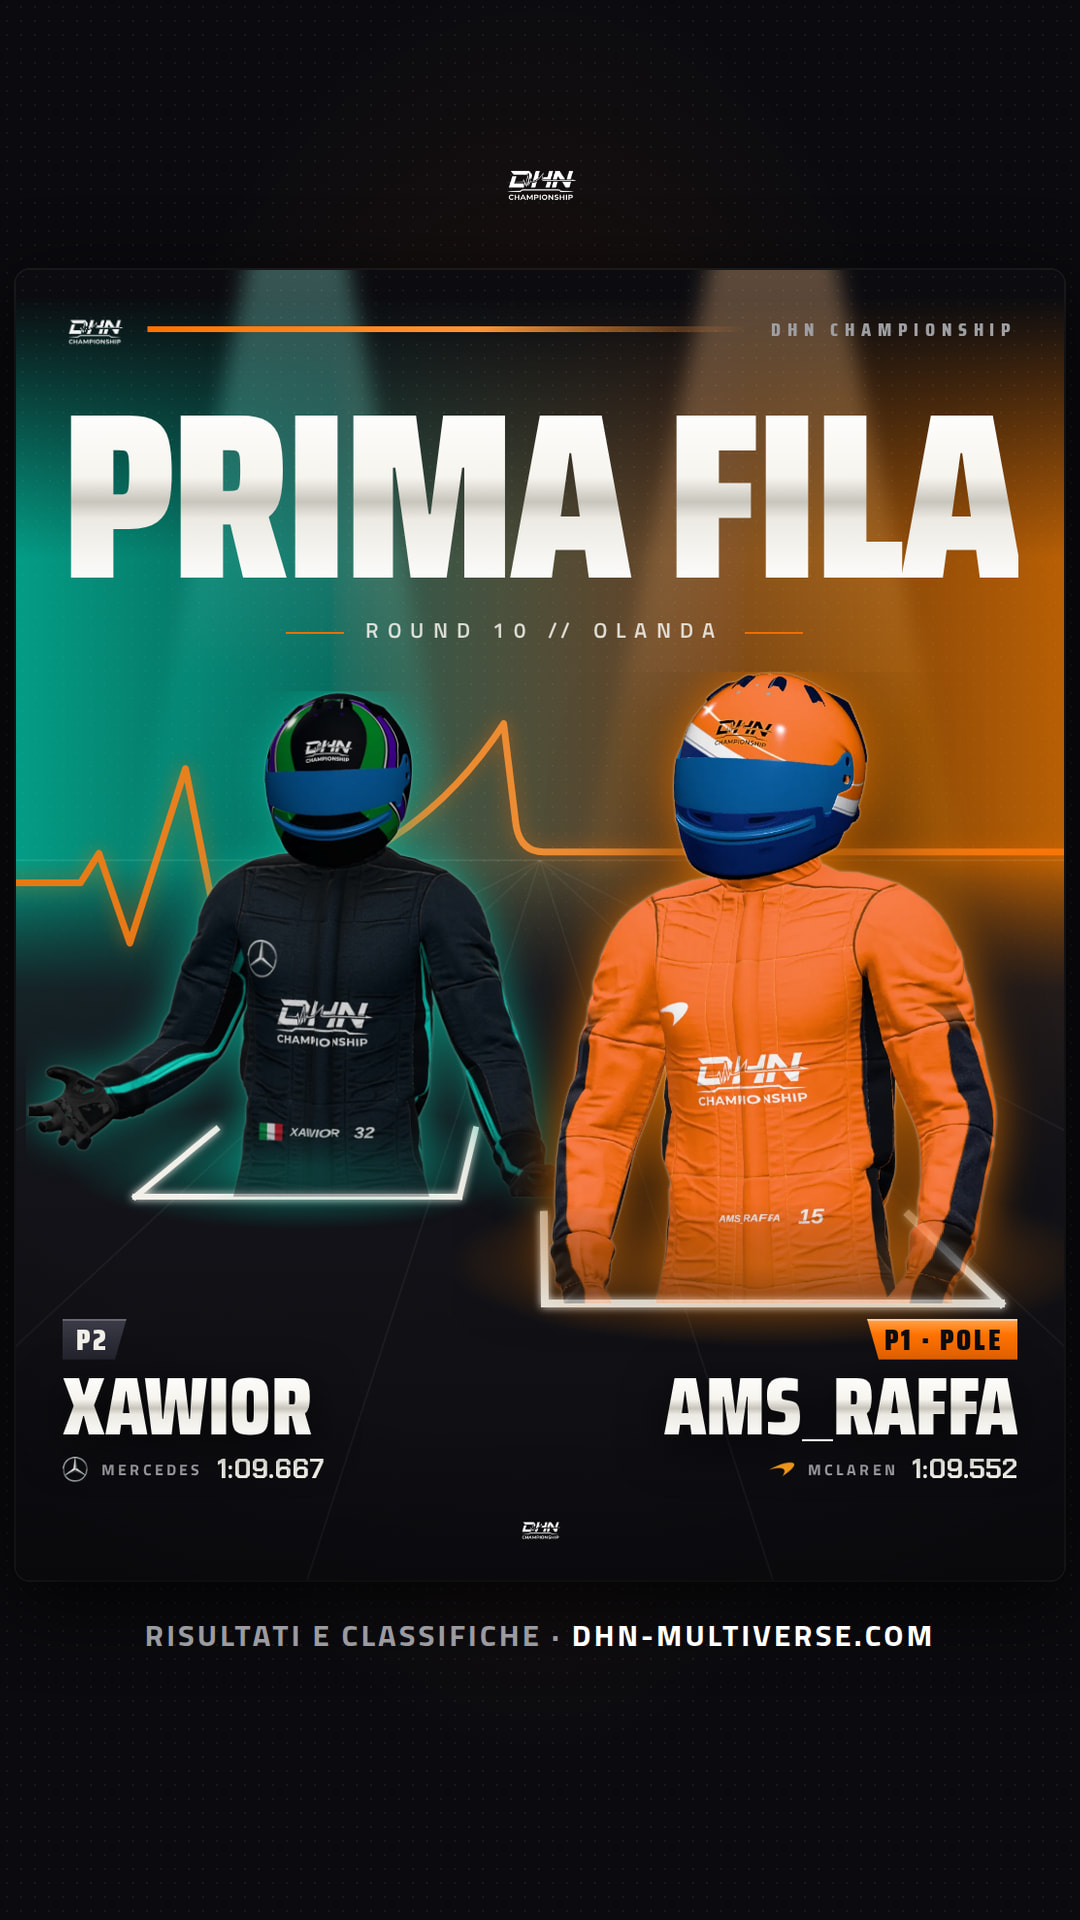 DHN
CHAMPIONSHIP
DHN
CHAMPIONSHIP
DHN CHAMPIONSHIP
PRIMA FILA
ROUND 10 // OLANDA
DHN
CHAMPIONSHIP
DHN
CHAMPIONSHIP
DHN
CHAMPIONSHIP
XAWIOR 32
DHN
CHAMPIONSHIP
AMS_RAFFA 15
P2
XAWIOR
MERCEDES 1:09.667
P1 · POLE
AMS_RAFFA
MCLAREN 1:09.552
DHN
CHAMPIONSHIP
RISULTATI E CLASSIFICHE · DHN-MULTIVERSE.COM